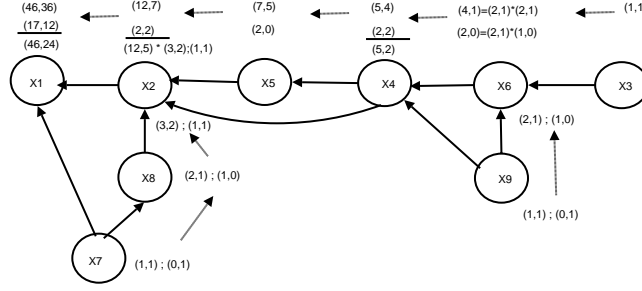 (46,36)
(17,12)
(46,24)
(12,7)
(2,2)
(12,5) * (3,2);(1,1)
(7,5)
(2,0)
(5,4)
(2,2)
(5,2)
(4,1)=(2,1)*(2,1)
(2,0)=(2,1)*(1,0)
(1,1
X1
X2
X5
X4
X6
X3
(3,2) ; (1,1)
(2,1) ; (1,0)
X8
(2,1) ; (1,0)
X9
(1,1) ; (0,1)
X7
(1,1) ; (0,1)